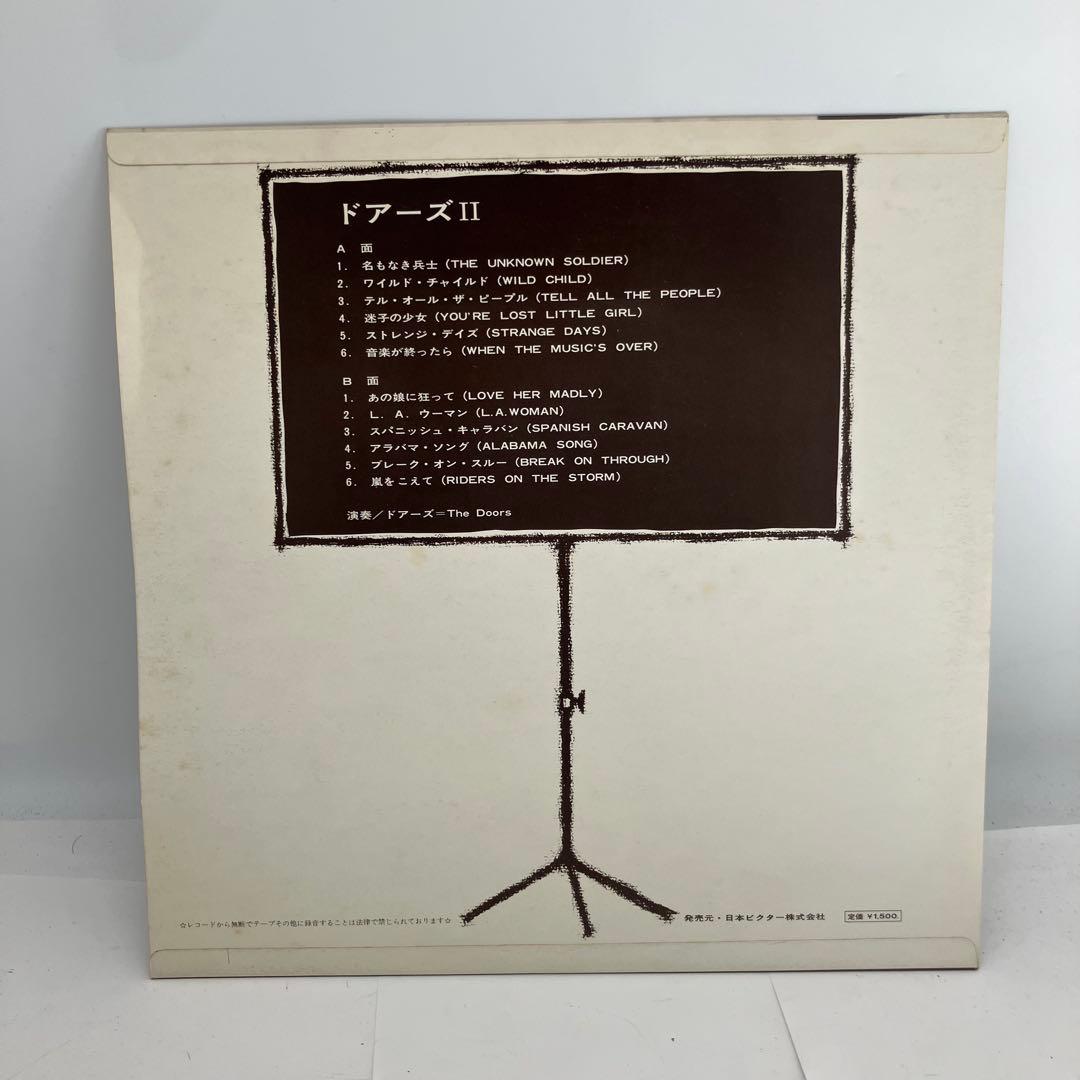 ドアーズII
A 面
1. 名もなき兵士 (THE UNKNOWN SOLDIER)
2. ワイルド・チャイルド (WILD CHILD)
3. テル・オール・ザ・ピープル (TELL ALL THE PEOPLE)
4. 迷子の少女 (YOU'RE LOST LITTLE GIRL)
5. ストレンジ・デイズ (STRANGE DAYS)
6. 音楽が終ったら (WHEN THE MUSIC'S OVER)
B 面
1. あの娘に狂って (LOVE HER MADLY)
2. L. A. ウーマン (L.A.WOMAN)
3. スパニッシュ・キャラバン (SPANISH CARAVAN)
4. アラバマ・ソング (ALABAMA SONG)
5. ブレーク・オン・スルー (BREAK ON THROUGH)
6. 嵐をこえて (RIDERS ON THE STORM)
演奏/ドアーズ=The Doors
☆レコードから無断でテープその他に録音することは法律で禁じられております☆
発売元・日本ビクター株式会社 定価 ¥1,500.